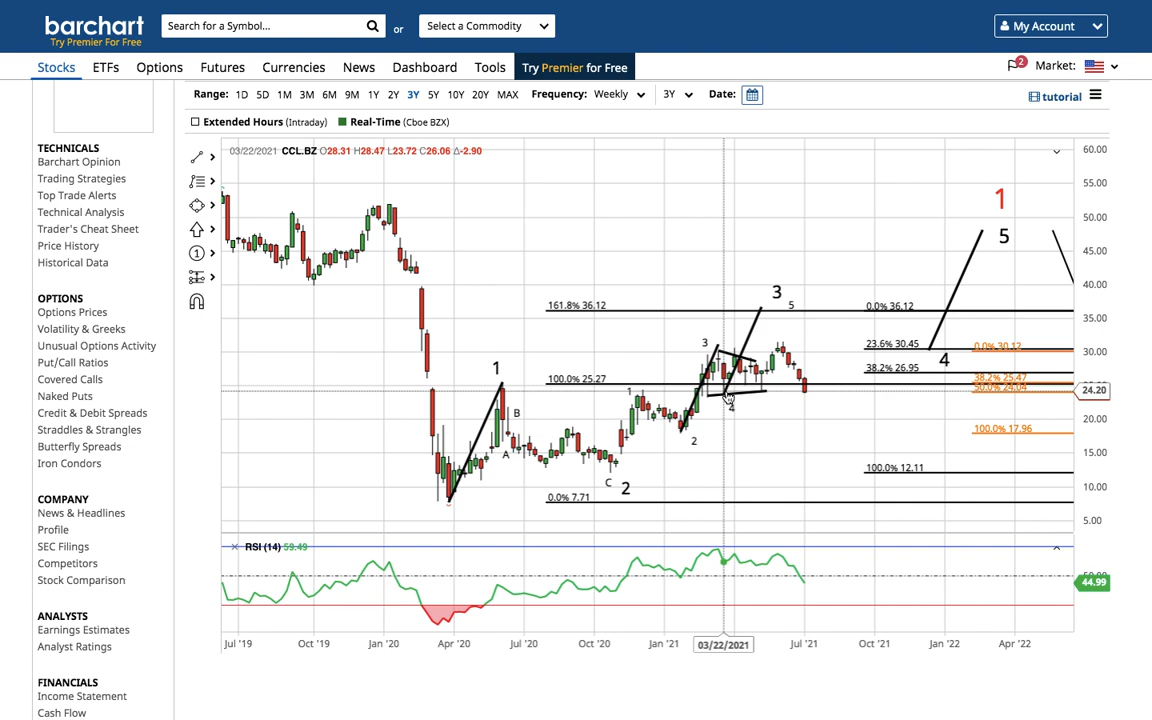 barchart
Try Premier For Free
Search for a Symbol...
or
Select a Commodity
My Account
Stocks ETFs Options Futures Currencies News Dashboard Tools Try Premier for Free
2 Market:
Range: 1D 5D 1M 3M 6M 9M 1Y 2Y 3Y 5Y 10Y 20Y MAX Frequency: Weekly 3Y Date:
tutorial
Extended Hours (Intraday) Real-Time (Cboe BZX)
03/22/2021 CCL.BZ O28.31 H28.47 L23.72 C26.06 Δ-2.90
TECHNICALS
Barchart Opinion
Trading Strategies
Top Trade Alerts
Technical Analysis
Trader's Cheat Sheet
Price History
Historical Data
OPTIONS
Options Prices
Volatility & Greeks
Unusual Options Activity
Put/Call Ratios
Covered Calls
Naked Puts
Credit & Debit Spreads
Straddles & Strangles
Butterfly Spreads
Iron Condors
COMPANY
News & Headlines
Profile
SEC Filings
Competitors
Stock Comparison
ANALYSTS
Earnings Estimates
Analyst Ratings
FINANCIALS
Income Statement
Cash Flow
1
1
5
3
5
161.8% 36.12
0.0% 36.12
3
23.6% 30.45
0.0% 30.12
4
1
38.2% 26.95
100.0% 25.27
38.2% 25.47
50.0% 24.04
1
B
4
100.0% 17.96
2
A
100.0% 12.11
C
2
0.0% 7.71
60.00
55.00
50.00
45.00
40.00
35.00
30.00
24.20
20.00
15.00
10.00
5.00
RSI (14) 59.49
44.99
Jul '19 Oct '19 Jan '20 Apr '20 Jul '20 Oct '20 Jan '21 03/22/2021 Jul '21 Oct '21 Jan '22 Apr '22